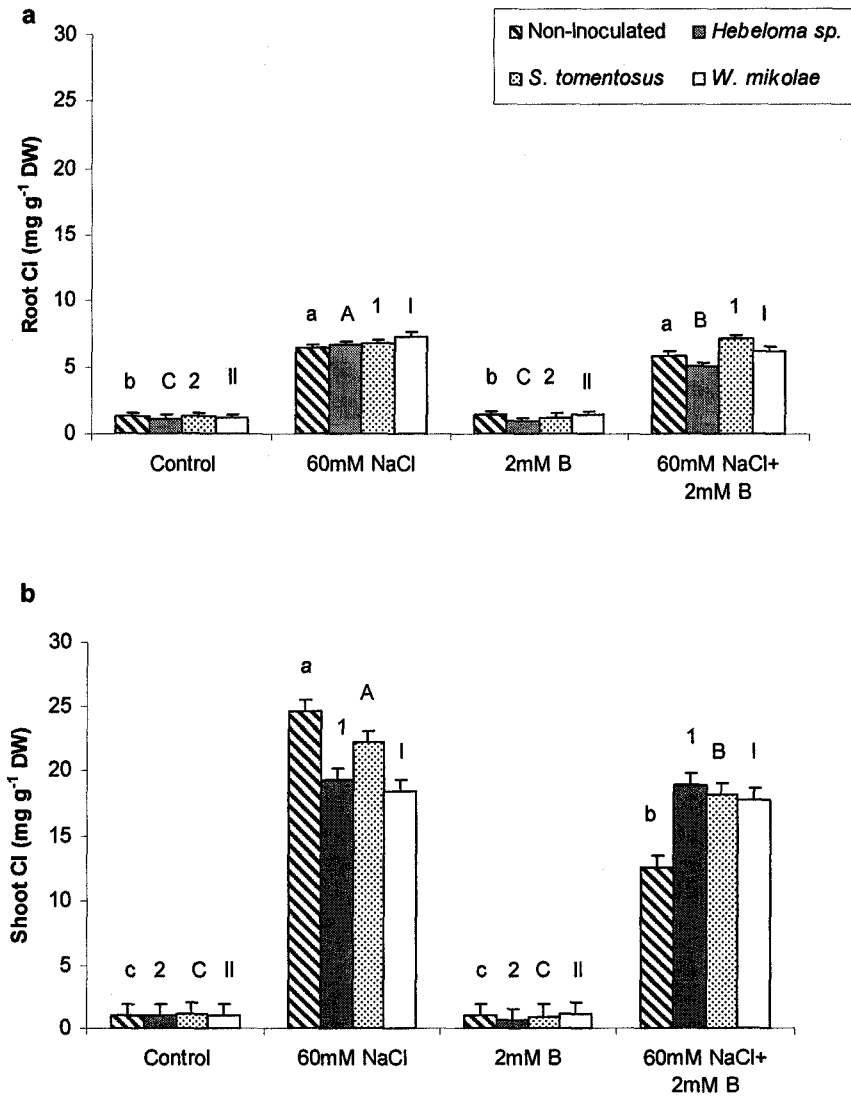 a
Non-inoculated Hebeloma sp.
S. tomentosus W. mikolae
Root Cl (mg g-1 DW)
30
25
20
15
10
5
0
b C 2 II
a A 1 I
b C 2 II
a B 1 I
Control 60mM NaCl 2mM B 60mM NaCl+
2mM B
b
Shoot Cl (mg g-1 DW)
30
25
20
15
10
5
0
c 2 C II
a 1 A I
c 2 C II
b 1 B I
Control 60mM NaCl 2mM B 60mM NaCl+
2mM B